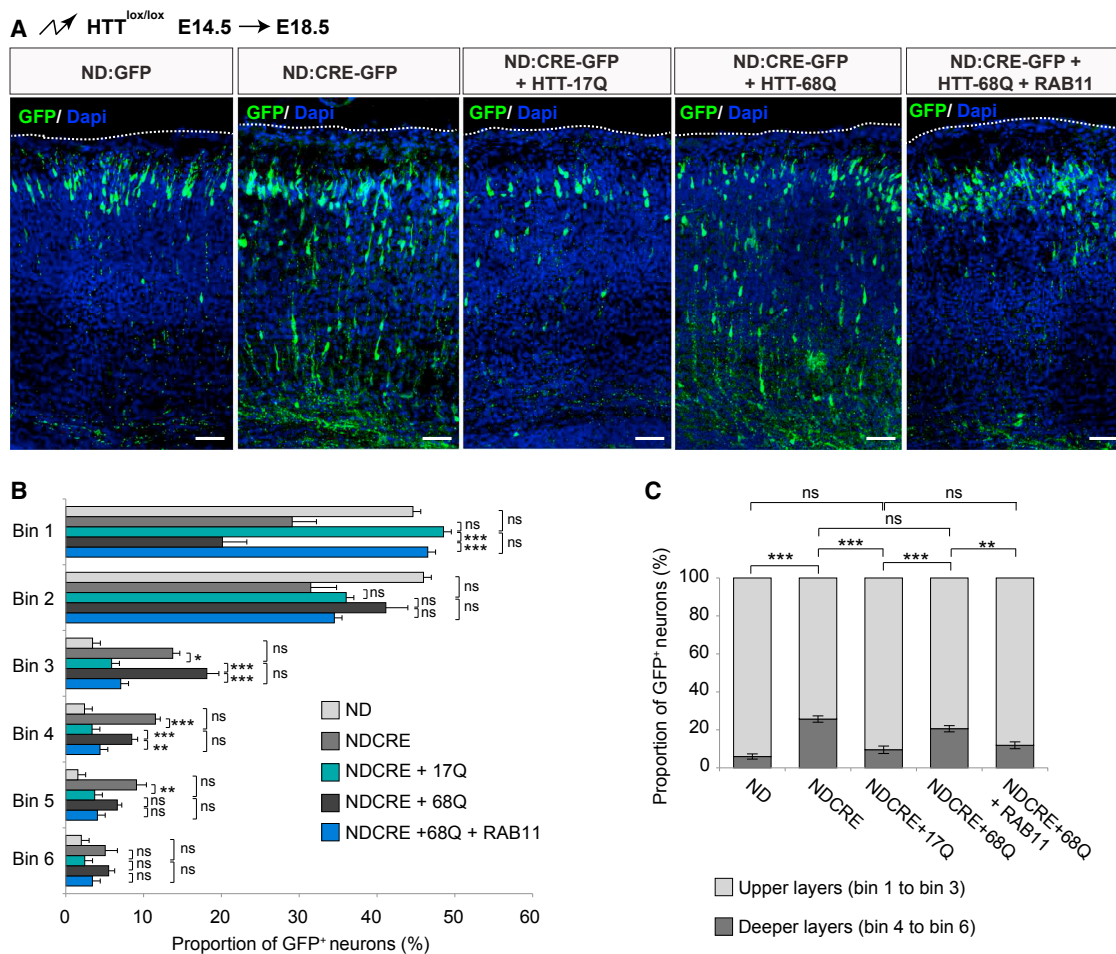 A HTT lox/lox E14.5 → E18.5
ND:GFP
ND:CRE-GFP
ND:CRE-GFP
+ HTT-17Q
ND:CRE-GFP
+ HTT-68Q
ND:CRE-GFP +
HTT-68Q + RAB11
GFP/ Dapi
GFP/ Dapi
GFP/ Dapi
GFP/ Dapi
GFP/ Dapi
B
Bin 1
ns
***
***
ns
ns
Bin 2
ns
ns
ns
ns
ns
Bin 3
*
***
***
ns
ns
Bin 4
***
***
**
ns
ns
Bin 5
**
ns
ns
ns
ns
Bin 6
ns
ns
ns
ns
ns
ND
NDCRE
NDCRE + 17Q
NDCRE + 68Q
NDCRE +68Q + RAB11
0 10 20 30 40 50 60
Proportion of GFP+ neurons (%)
C
ns ns
ns
*** *** *** **
Proportion of GFP+ neurons (%)
100
80
60
40
20
0
ND
NDCRE
NDCRE+17Q
NDCRE+68Q
NDCRE+68Q
+ RAB11
Upper layers (bin 1 to bin 3)
Deeper layers (bin 4 to bin 6)